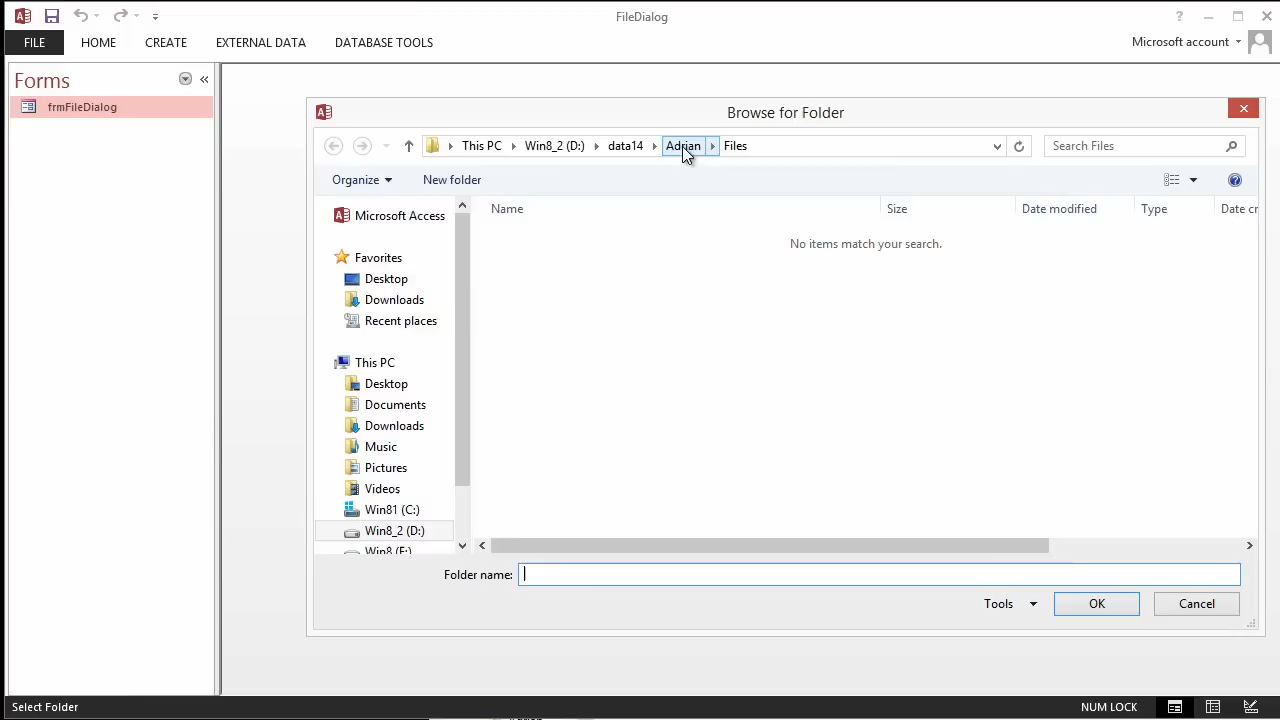 FileDialog
?
FILE HOME CREATE EXTERNAL DATA DATABASE TOOLS
Microsoft account
Forms
frmFileDialog
Browse for Folder
This PC Win8_2 (D:) data14 Adrian Files
Search Files
Organize New folder
Name Size Date modified Type Date cr
No items match your search.
Microsoft Access
Favorites
Desktop
Downloads
Recent places
This PC
Desktop
Documents
Downloads
Music
Pictures
Videos
Win81 (C:)
Win8_2 (D:)
Folder name:
Tools OK Cancel
Select Folder
NUM LOCK